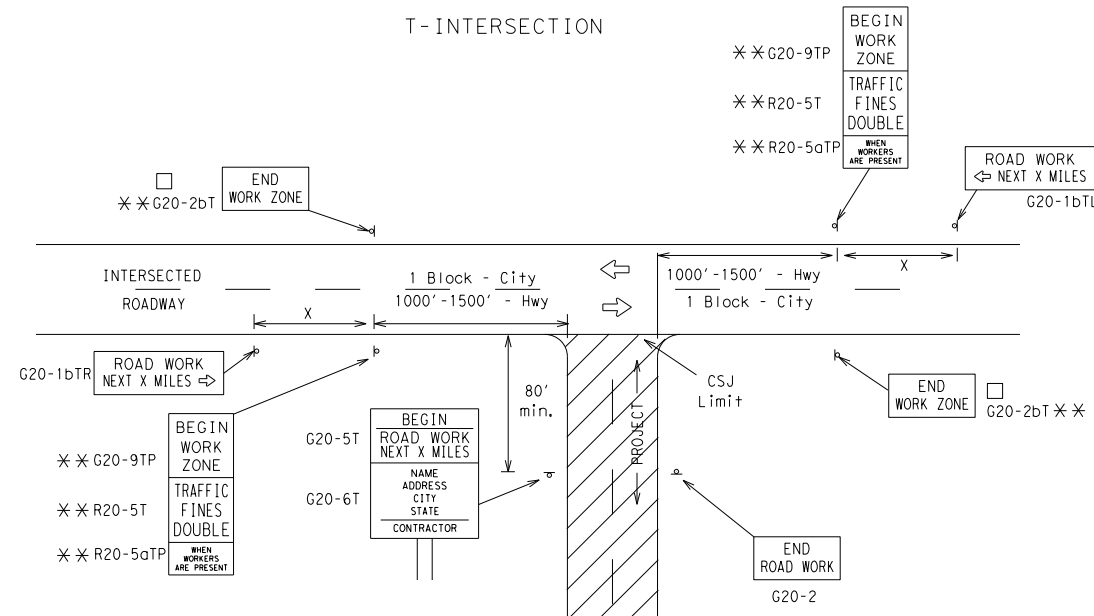 T-INTERSECTION
BEGIN
WORK
ZONE
TRAFFIC
FINES
DOUBLE
WHEN
WORKERS
ARE PRESENT
**G20-9TP
**R20-5T
**R20-5aTP
ROAD WORK
⇦ NEXT X MILES
G20-1bTL
□
**G20-2bT
END
WORK ZONE
INTERSECTED
ROADWAY
1 Block - City
1000'-1500' - Hwy
X
1000'-1500' - Hwy
1 Block - City
X
G20-1bTR
ROAD WORK
NEXT X MILES ⇨
80'
min.
CSJ
Limit
PROJECT
END
WORK ZONE
□
G20-2bT**
**G20-9TP
**R20-5T
**R20-5aTP
BEGIN
WORK
ZONE
TRAFFIC
FINES
DOUBLE
WHEN
WORKERS
ARE PRESENT
G20-5T
G20-6T
BEGIN
ROAD WORK
NEXT X MILES
NAME
ADDRESS
CITY
STATE
CONTRACTOR
END
ROAD WORK
G20-2